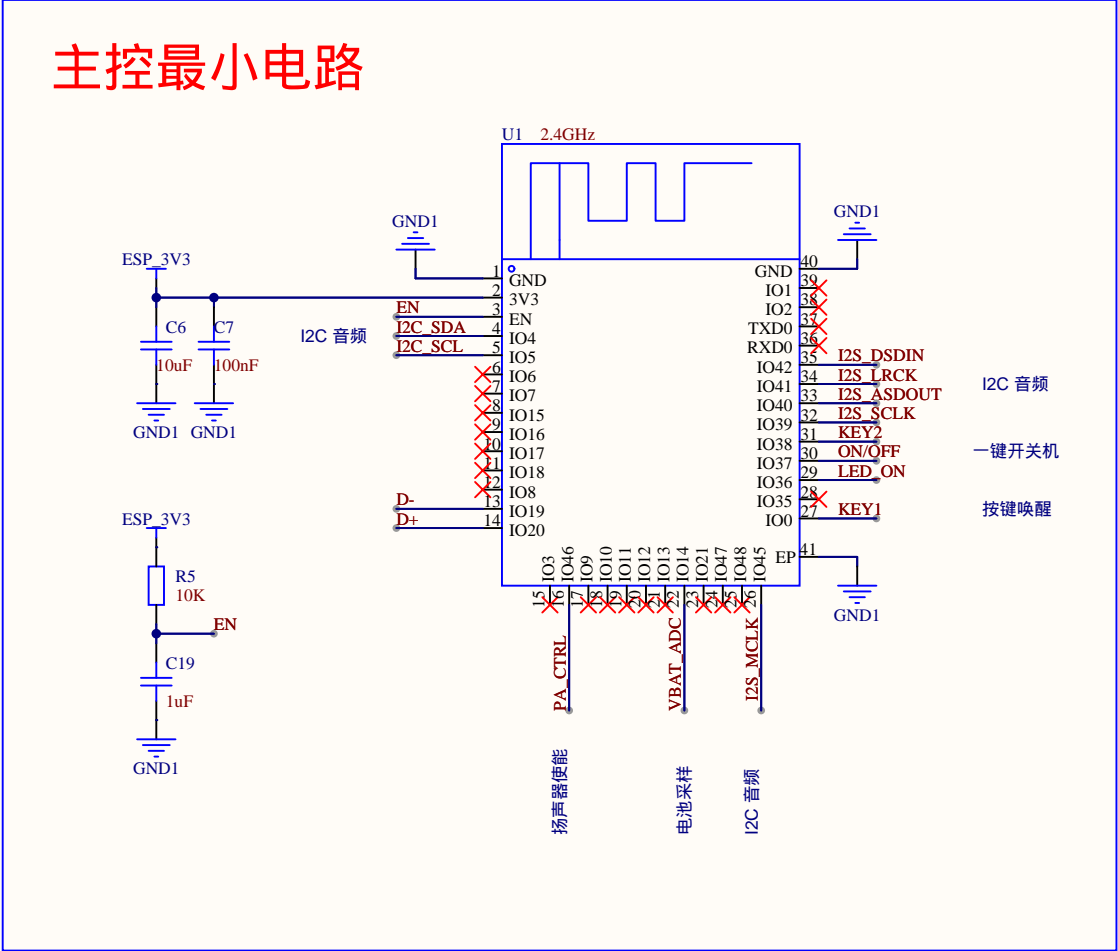 主控最小电路
U1 2.4GHz
GND1
GND1
ESP_3V3
C6
10uF
C7
100nF
GND1
GND1
I2C 音频
EN
I2C_SDA
I2C_SCL
D-
D+
1 GND
2 3V3
3 EN
4 IO4
5 IO5
6 IO6
7 IO7
8 IO15
9 IO16
10 IO17
11 IO18
12 IO8
13 IO19
14 IO20
GND 40
IO1 39
IO2 38
TXD0 37
RXD0 36
IO42 35 I2S_DSDIN
IO41 34 I2S_LRCK
IO40 33 I2S_ASDOUT
IO39 32 I2S_SCLK
IO38 31 KEY2
IO37 30 ON/OFF
IO36 29 LED_ON
IO35 28
IO0 27 KEY1
EP 41
GND1
I2C 音频
一键开关机
按键唤醒
ESP_3V3
R5
10K
EN
C19
1uF
GND1
IO3 15
IO46 16
IO9 17
IO10 18
IO11 19
IO12 20
IO13 21
IO14 22
IO21 23
IO47 24
IO48 25
IO45 26
PA_CTRL
VBAT_ADC
I2S_MCLK
扬声器使能
电池采样
I2C 音频